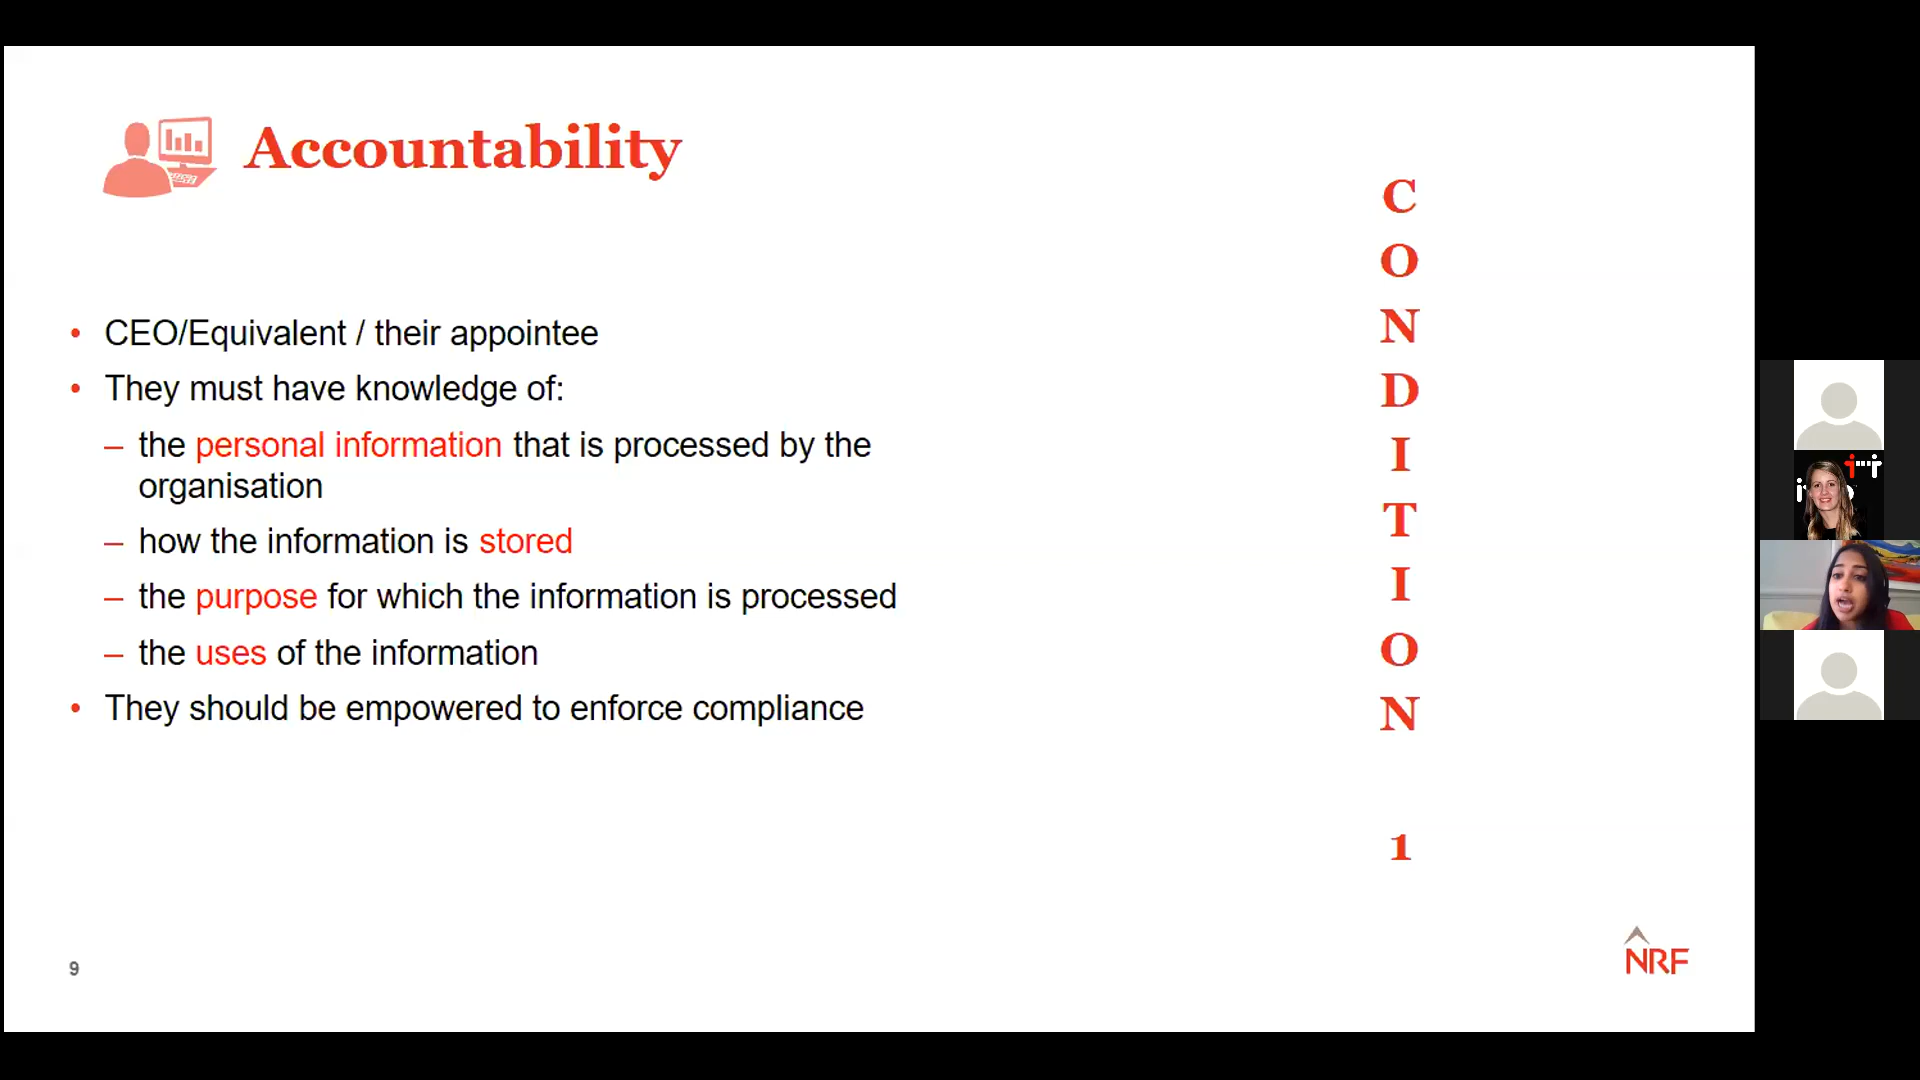 Accountability
• CEO/Equivalent / their appointee
• They must have knowledge of:
– the personal information that is processed by the
organisation
– how the information is stored
– the purpose for which the information is processed
– the uses of the information
• They should be empowered to enforce compliance
C
O
N
D
I
T
I
O
N
1
9
NRF